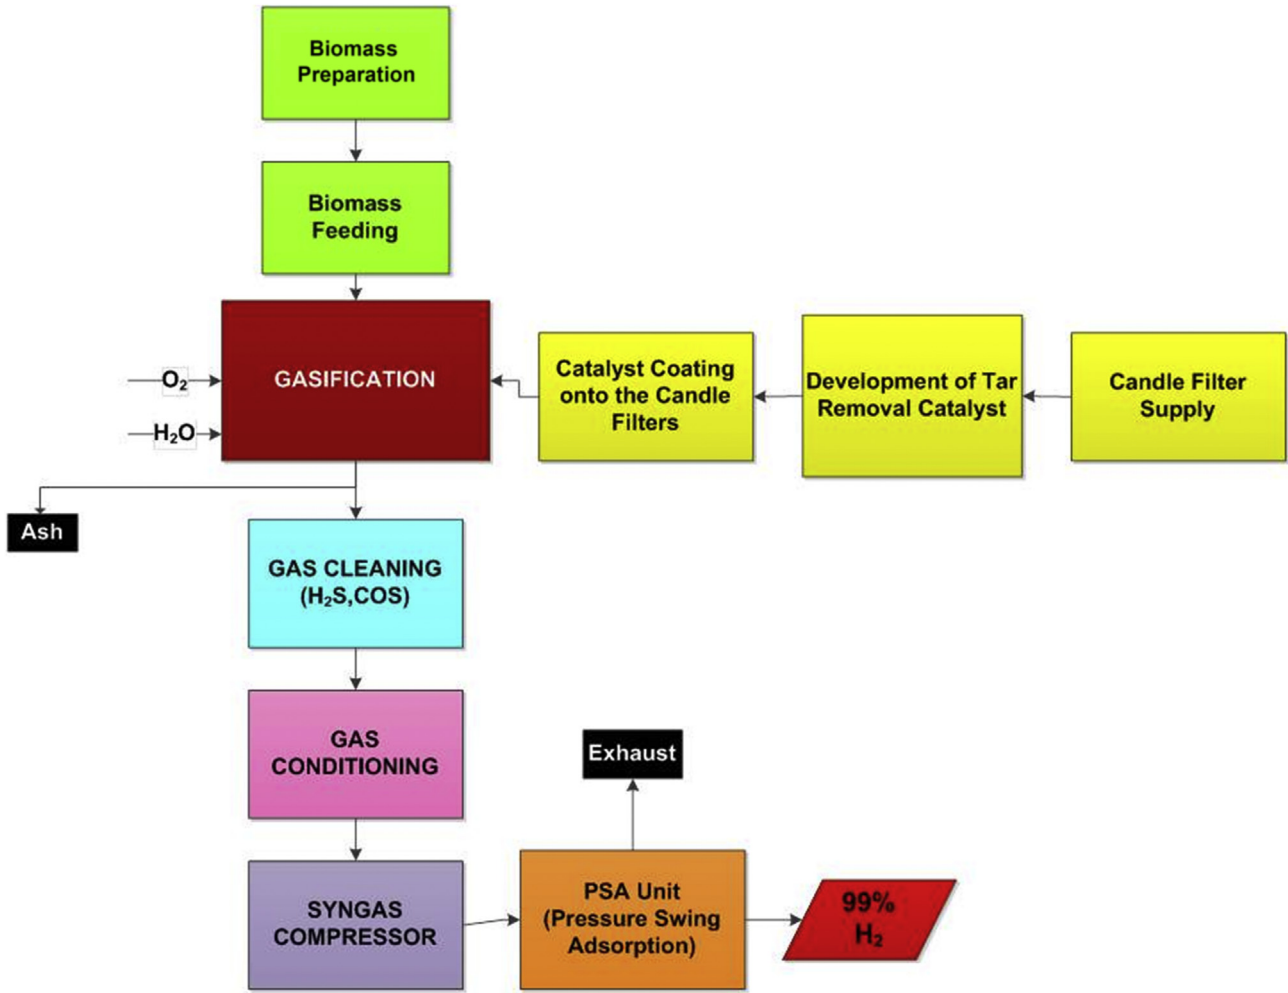 Biomass
Preparation
Biomass
Feeding
GASIFICATION
O₂
H₂O
Catalyst Coating
onto the Candle
Filters
Development of Tar
Removal Catalyst
Candle Filter
Supply
Ash
GAS CLEANING
(H₂S,COS)
GAS
CONDITIONING
Exhaust
SYNGAS
COMPRESSOR
PSA Unit
(Pressure Swing
Adsorption)
99%
H₂